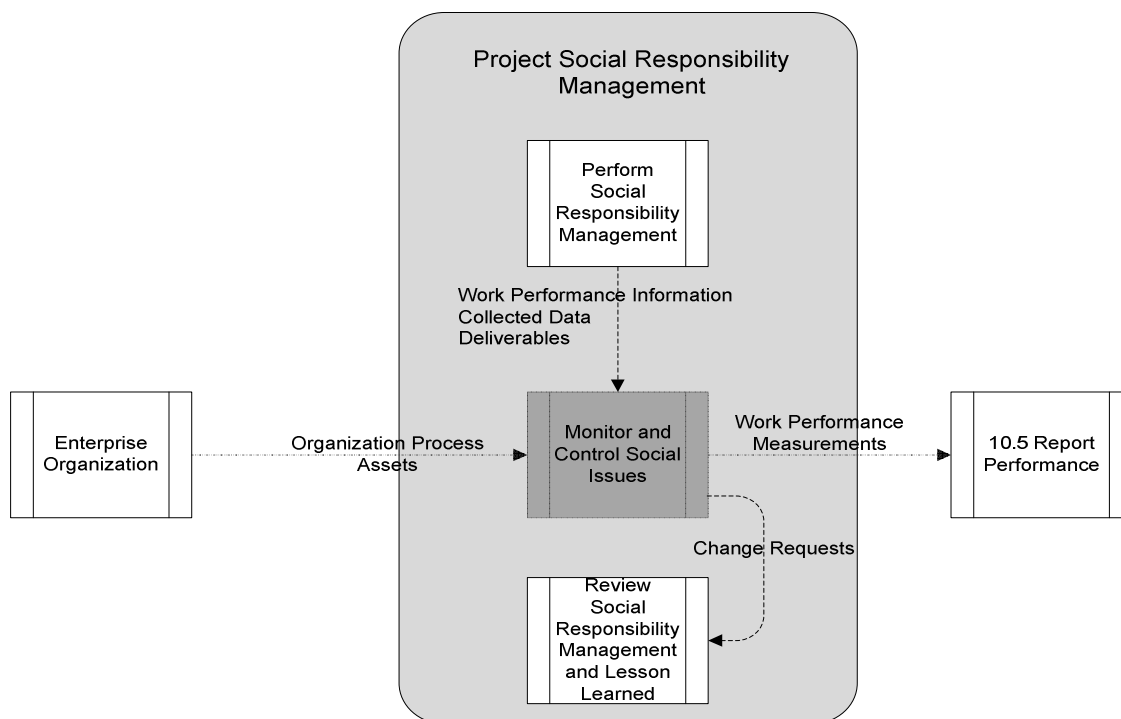 Project Social Responsibility
Management
Perform
Social
Responsibility
Management
Work Performance Information
Collected Data
Deliverables
Enterprise
Organization
Organization Process
Assets
Monitor and
Control Social
Issues
Work Performance
Measurements
10.5 Report
Performance
Change Requests
Review
Social
Responsibility
Management
and Lesson
Learned